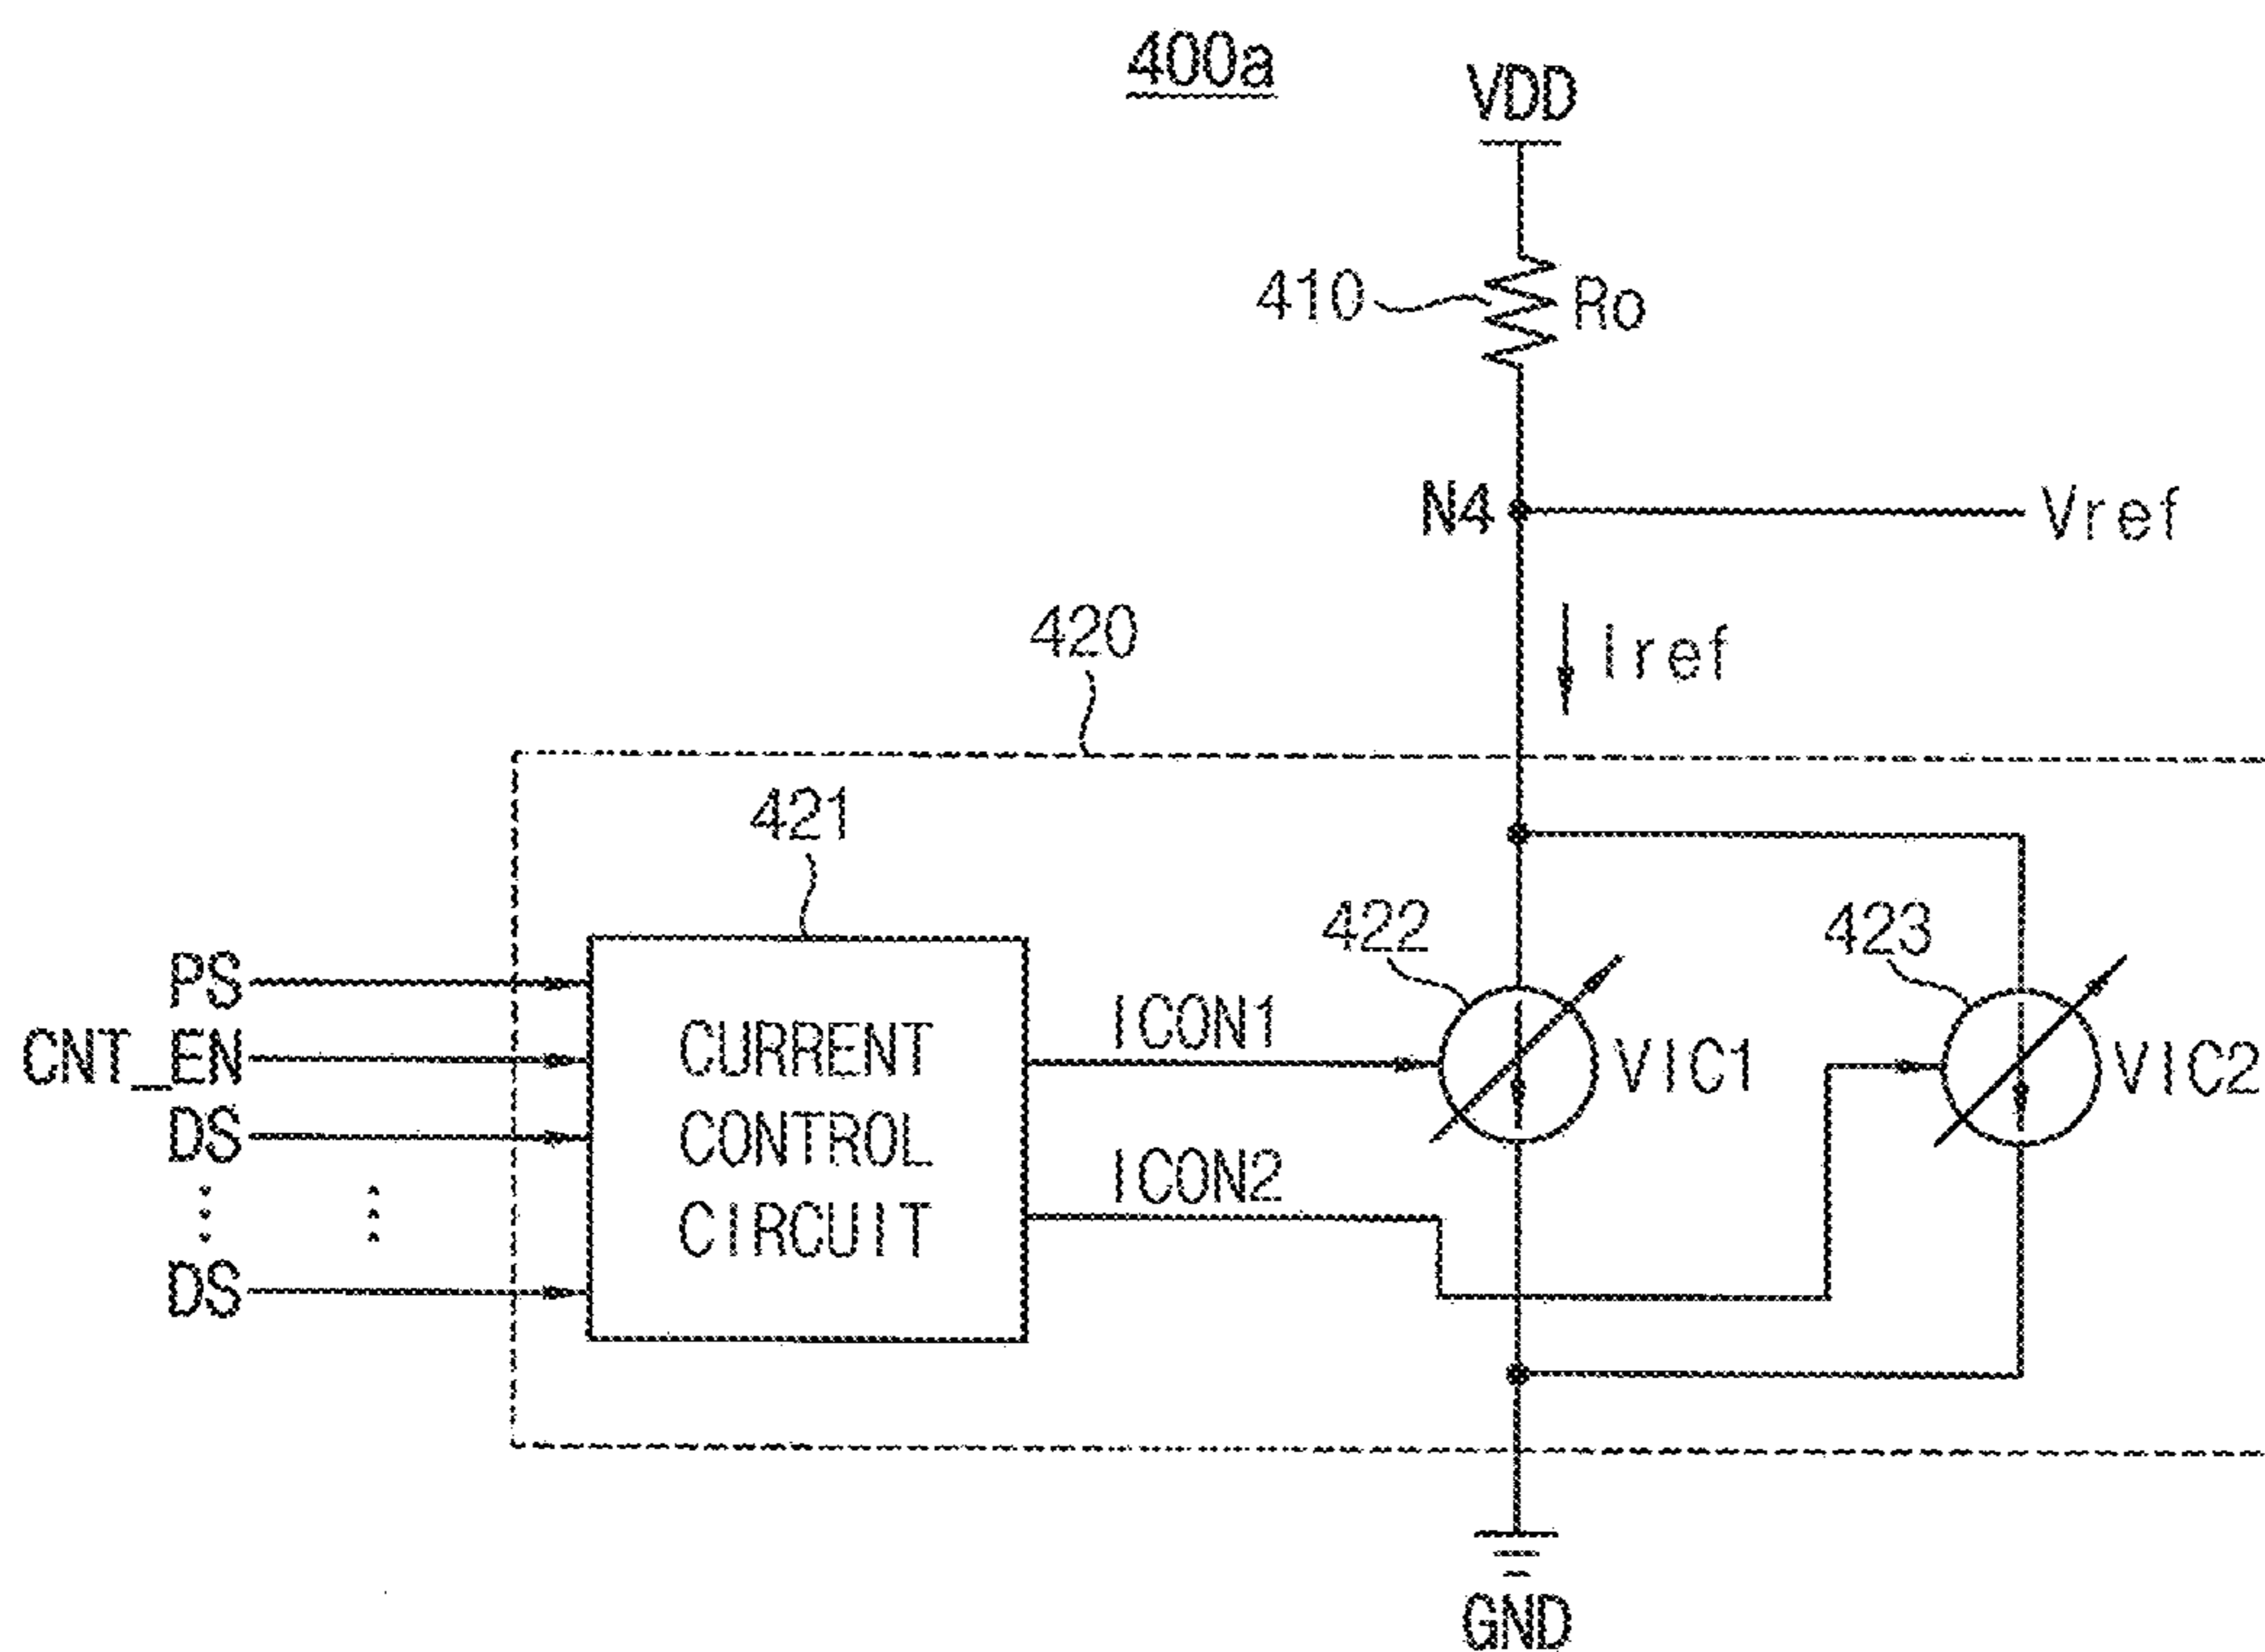 400a
VDD
410
Ro
N4
Vref
420
Iref
421
422
423
PS
CNT_EN
DS
DS
CURRENT
CONTROL
CIRCUIT
ICON1
ICON2
VIC1
VIC2
GND